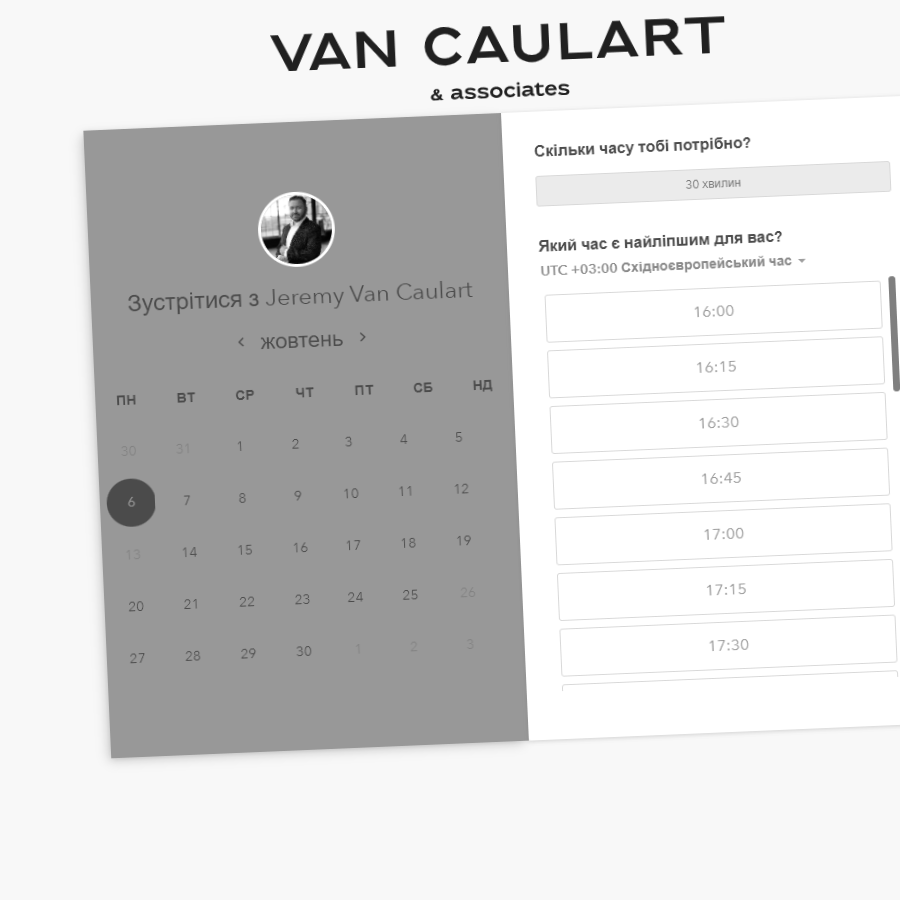 VAN CAULART
& associates
Зустрітися з Jeremy Van Caulart
жовтень
ПН ВТ СР ЧТ ПТ СБ НД
30 31 1 2 3 4 5
6 7 8 9 10 11 12
13 14 15 16 17 18 19
20 21 22 23 24 25 26
27 28 29 30 1 2 3
Скільки часу тобі потрібно?
30 хвилин
Який час є найліпшим для вас?
UTC +03:00 Східноєвропейський час
16:00
16:15
16:30
16:45
17:00
17:15
17:30